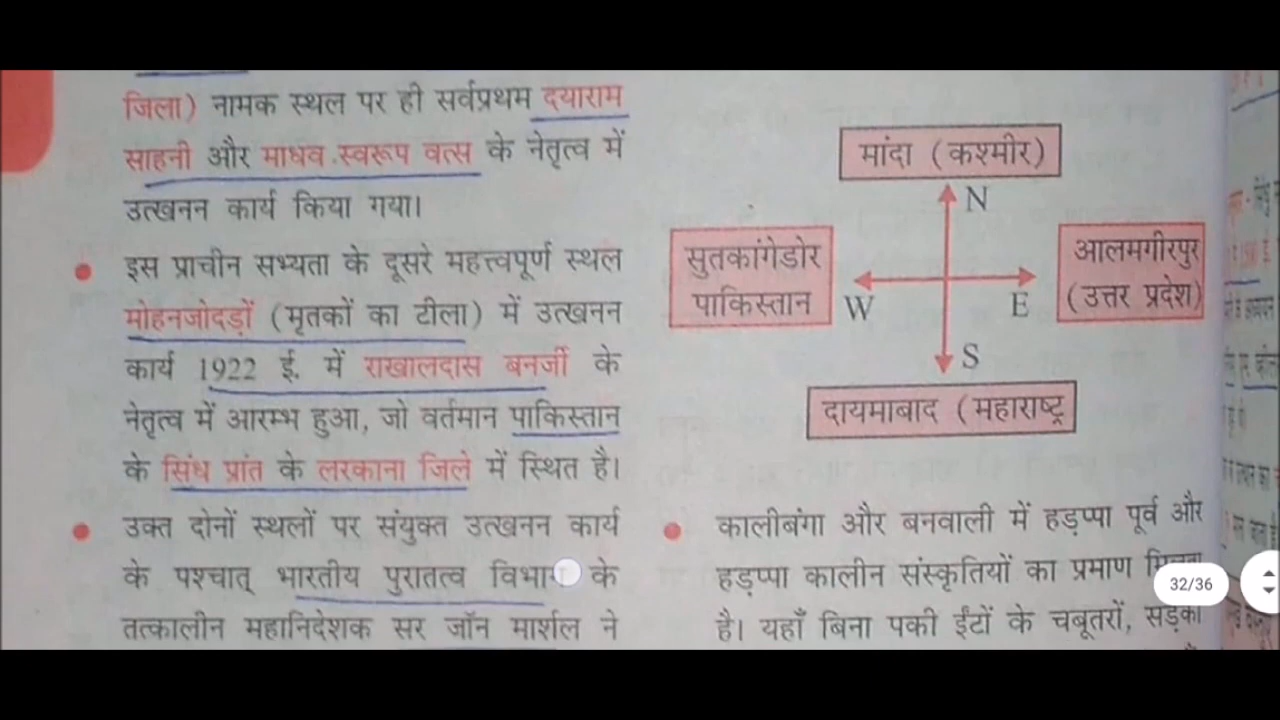 जिला) नामक स्थल पर ही सर्वप्रथम दयाराम
साहनी और माधव स्वरूप वत्स के नेतृत्व में
उत्खनन कार्य किया गया।
इस प्राचीन सभ्यता के दूसरे महत्त्वपूर्ण स्थल
मोहनजोदड़ों (मृतकों का टीला) में उत्खनन
कार्य 1922 ई. में राखालदास बनर्जी के
नेतृत्व में आरम्भ हुआ, जो वर्तमान पाकिस्तान
के सिंध प्रांत के लरकाना जिले में स्थित है।
उक्त दोनों स्थलों पर संयुक्त उत्खनन कार्य
के पश्चात् भारतीय पुरातत्व विभाग के
तत्कालीन महानिदेशक सर जॉन मार्शल ने
मांदा (कश्मीर)
N
सुतकांगेडोर
पाकिस्तान
W
E
आलमगीरपुर
(उत्तर प्रदेश)
S
दायमाबाद (महाराष्ट्र
कालीबंगा और बनवाली में हड़प्पा पूर्व और
हड़प्पा कालीन संस्कृतियों का प्रमाण
है। यहाँ बिना पकी ईंटों के चबूतरों, सड़कों
32/36